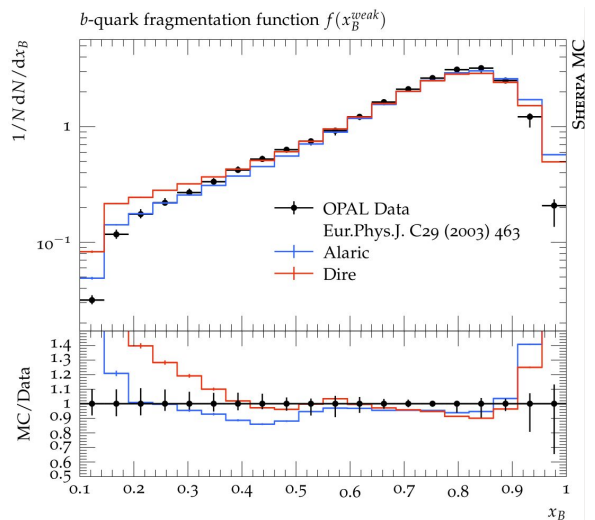 b-quark fragmentation function f(x_B^{weak})
1/N dN/dx_B
1
10^{-1}
SHERPA MC
OPAL Data
Eur.Phys.J. C29 (2003) 463
Alaric
Dire
MC/Data
1.4
1.3
1.2
1.1
1.0
0.9
0.8
0.7
0.6
0.5
0.1 0.2 0.3 0.4 0.5 0.6 0.7 0.8 0.9 1
x_B